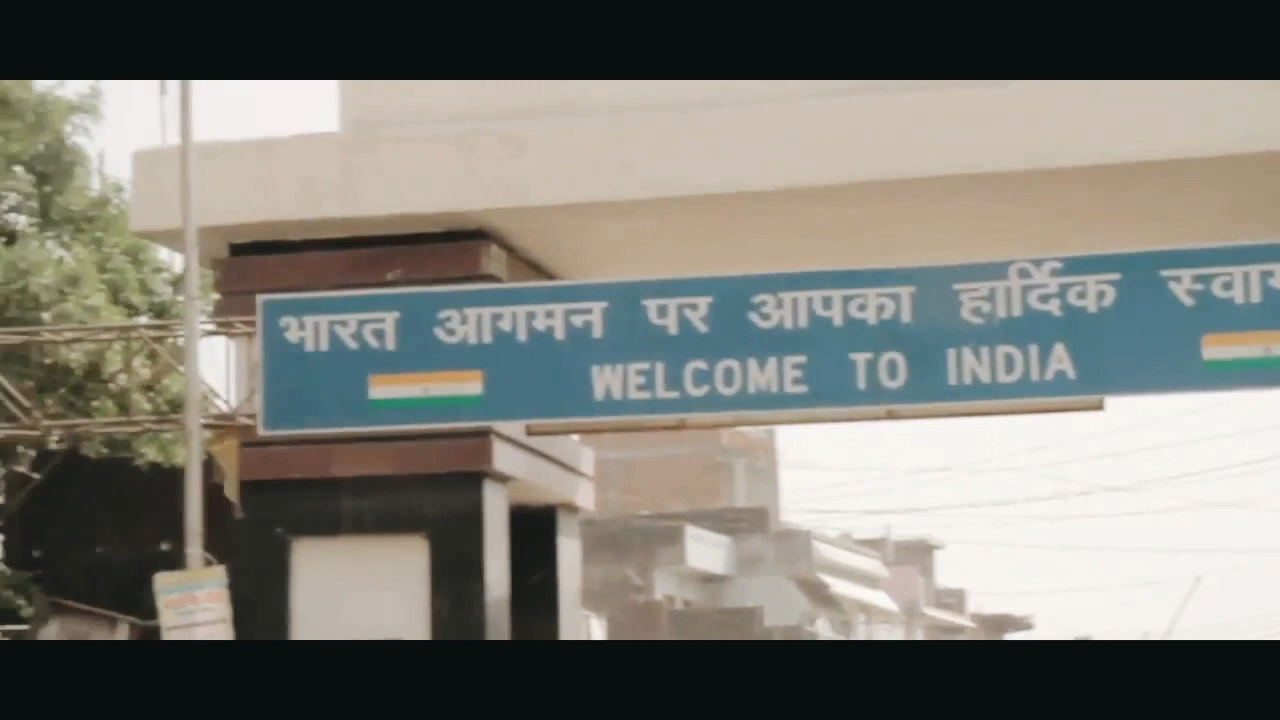 भारत आगमन पर आपका हार्दिक स्वा
WELCOME TO INDIA